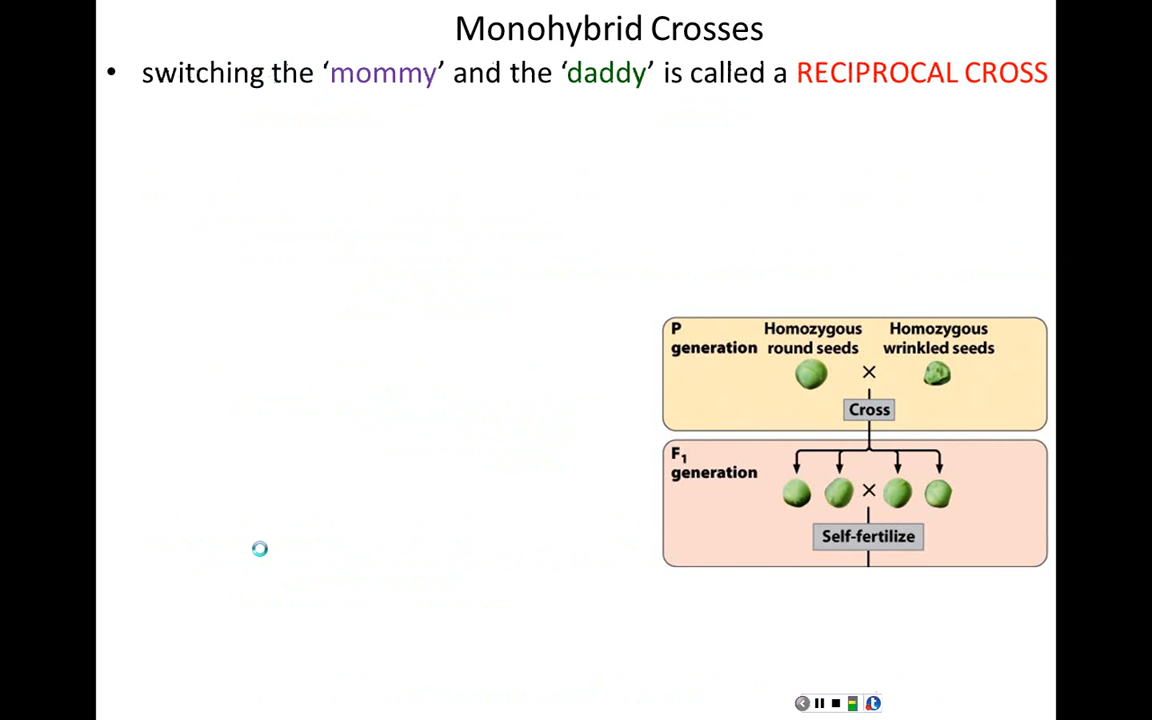 Monohybrid Crosses
• switching the ‘mommy’ and the ‘daddy’ is called a RECIPROCAL CROSS
P generation
Homozygous round seeds
Homozygous wrinkled seeds
×
Cross
F₁ generation
×
Self-fertilize